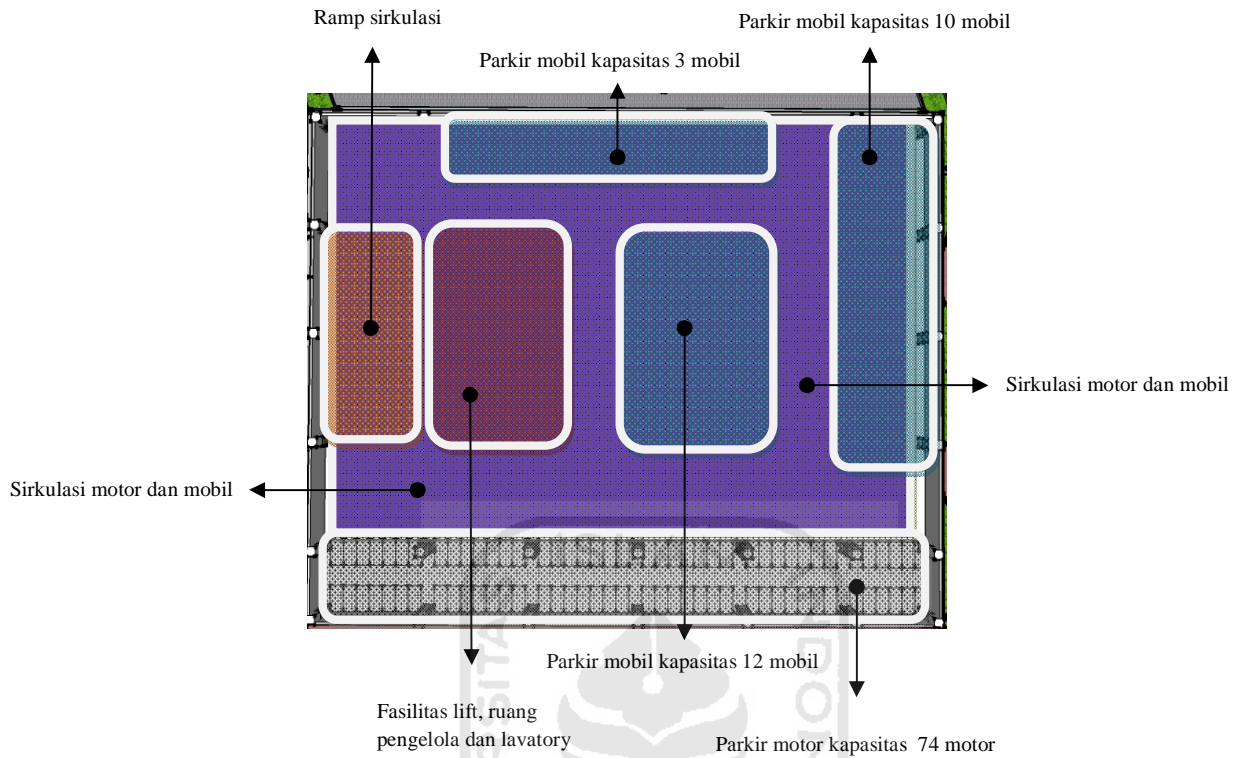 Ramp sirkulasi
Parkir mobil kapasitas 10 mobil
Parkir mobil kapasitas 3 mobil
Sirkulasi motor dan mobil
Sirkulasi motor dan mobil
Parkir mobil kapasitas 12 mobil
Fasilitas lift, ruang
pengelola dan lavatory
Parkir motor kapasitas 74 motor